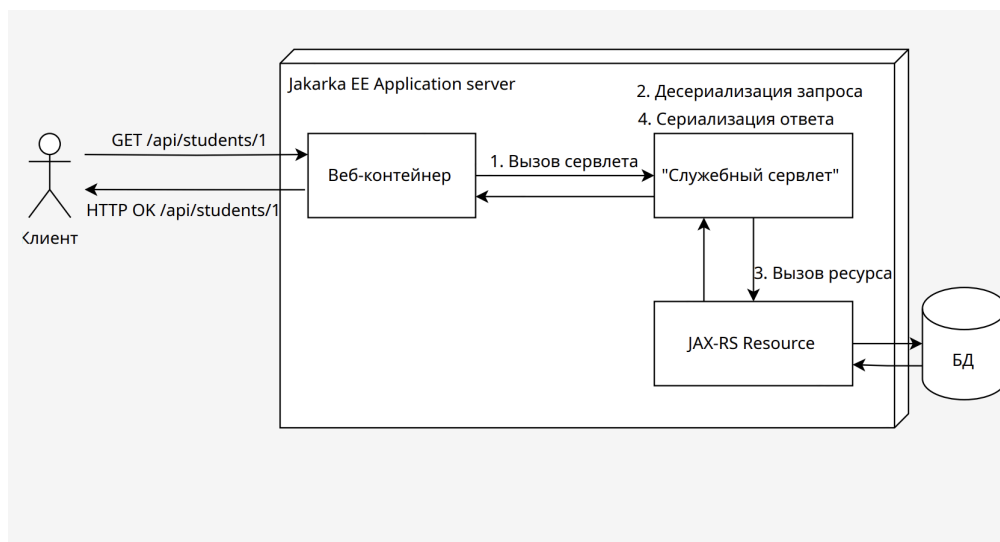 Jakarka EE Application server
2. Десериализация запроса
4. Сериализация ответа
GET /api/students/1
1. Вызов сервлета
Веб-контейнер
"Служебный сервлет"
HTTP OK /api/students/1
Клиент
3. Вызов ресурса
JAX-RS Resource
БД